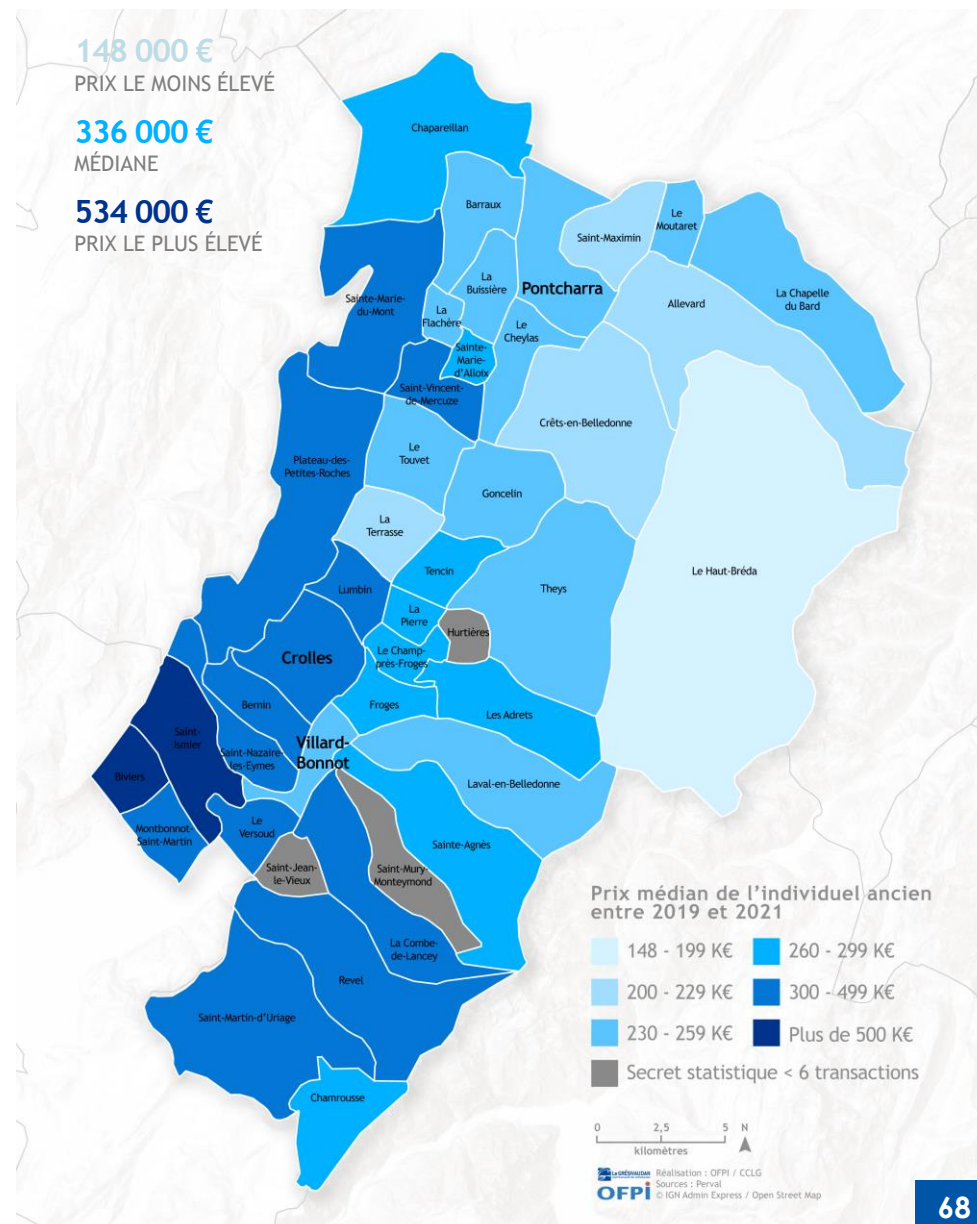 148 000 €
PRIX LE MOINS ÉLEVÉ
336 000 €
MÉDIANE
534 000 €
PRIX LE PLUS ÉLEVÉ
Chapareillan
Barraux
Le
Moutaret
Saint-Maximin
La
Buissière
Pontcharra
La Chapelle
du Bard
Sainte-Marie-
du-Mont
Allevard
La
Flachère
Le
Cheylas
Sainte-
Marie-
d'Alloix
Saint-Vincent-
de-Mercuze
Crêts-en-Belledonne
Le
Touvet
Plateau-des-
Petites-Roches
Goncelin
La
Terrasse
Tencin
Le Haut-Bréda
Lumbin
Theys
La
Pierre
Hurtières
Crolles
Le Champ-
près-Froges
Bernin
Froges
Les Adrets
Saint-
Ismier
Villard-
Bonnot
Saint-Nazaire-
les-Eymes
Biviers
Laval-en-Belledonne
Le
Versoud
Montbonnot-
Saint-Martin
Sainte-Agnès
Saint-Jean-
le-Vieux
Saint-Mury-
Monteymond
La Combe-
de-Lancey
Revel
Saint-Martin-d'Uriage
Chamrousse
Prix médian de l'individuel ancien
entre 2019 et 2021
148 - 199 K€
260 - 299 K€
200 - 229 K€
300 - 499 K€
230 - 259 K€
Plus de 500 K€
Secret statistique < 6 transactions
0 2,5 5 N
kilomètres
LE GRÉSIVAUDAN
OFPI
Réalisation : OFPI / CCLG
Sources : Perval
© IGN Admin Express / Open Street Map
68